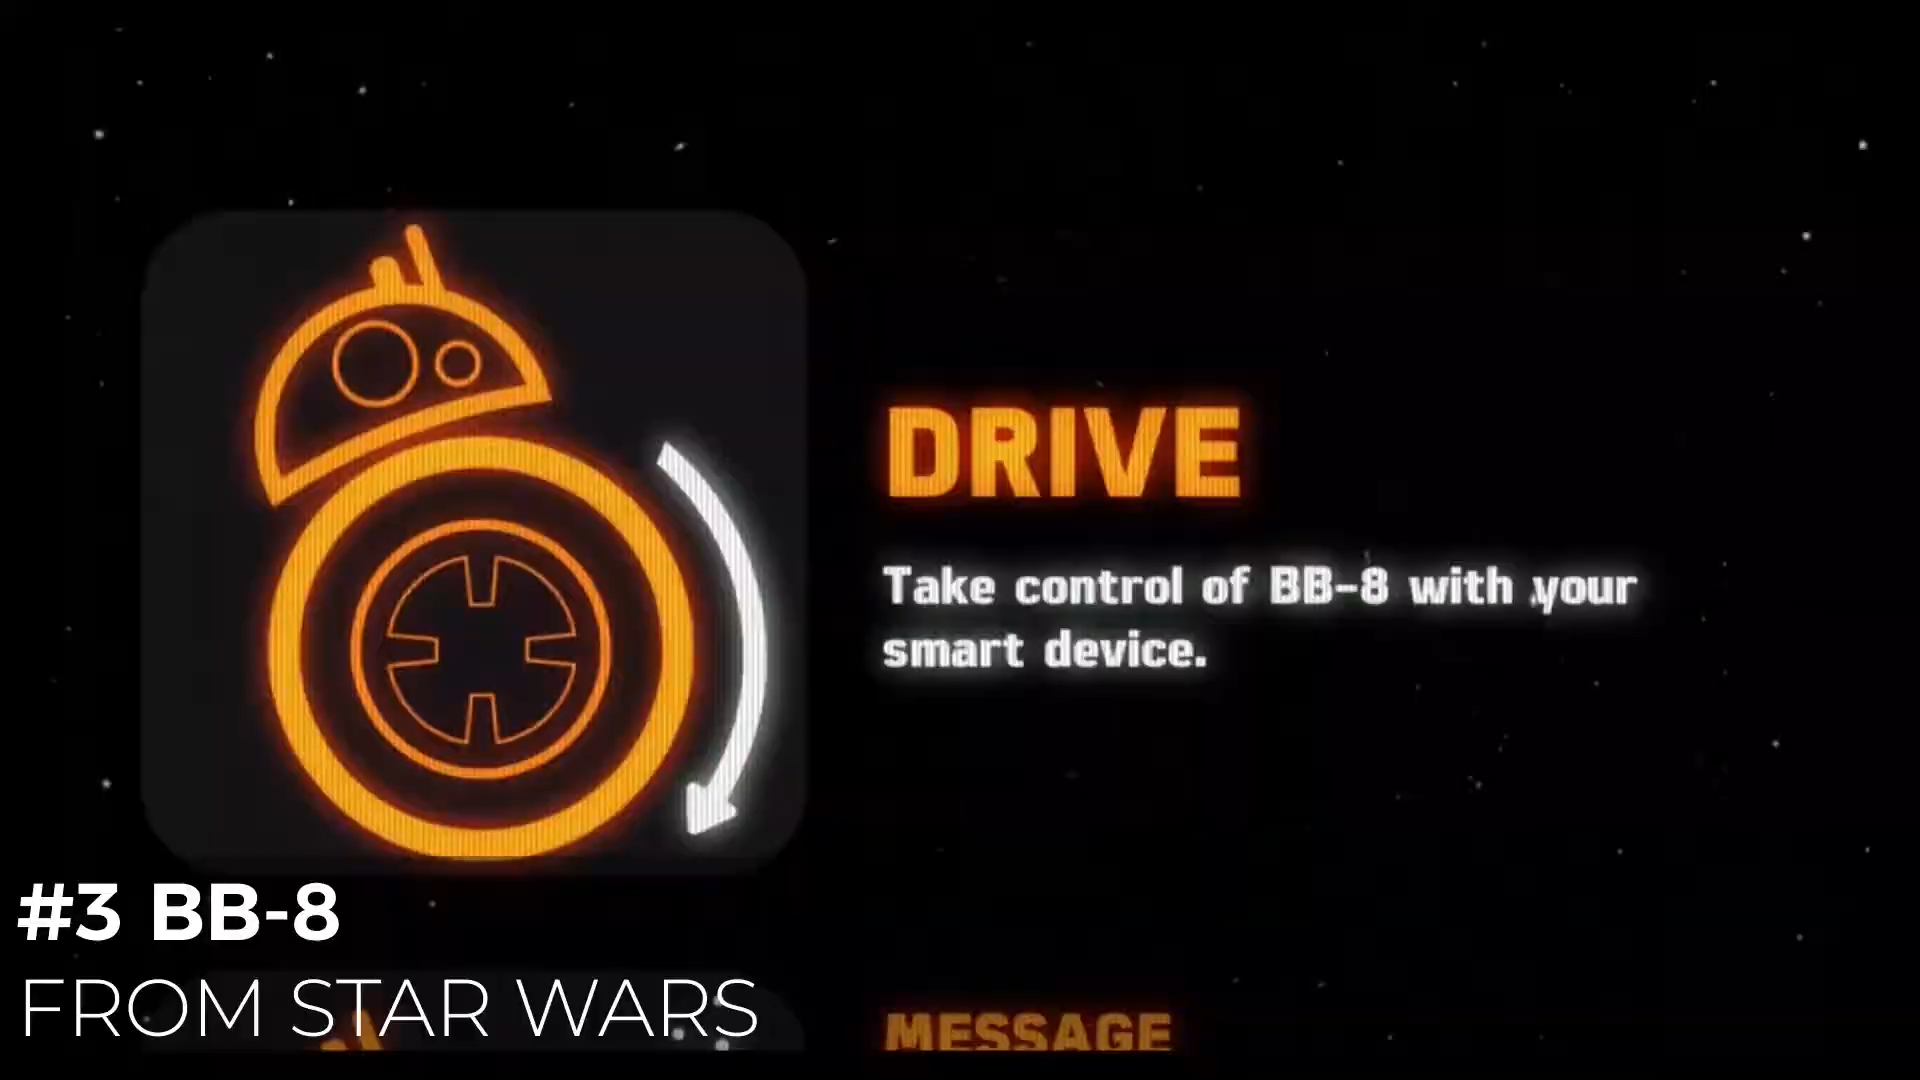 DRIVE
Take control of BB-8 with your
smart device.
#3 BB-8
FROM STAR WARS
MESSAGE